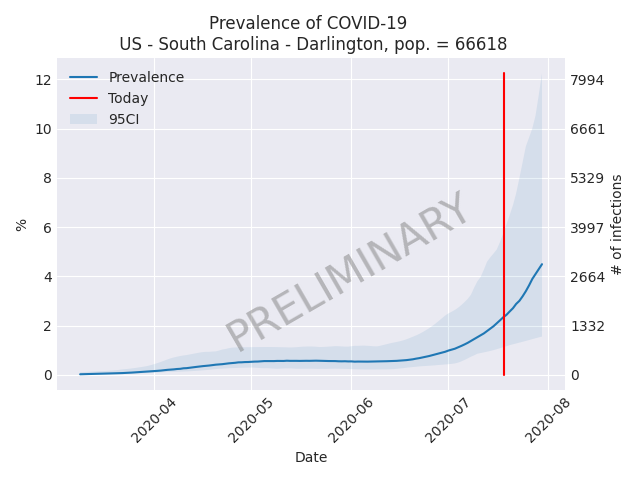 Prevalence of COVID-19
US - South Carolina - Darlington, pop. = 66618
Prevalence
Today
95CI
12
10
8
6
4
2
0
%
7994
6661
5329
3997
2664
1332
0
# of infections
PRELIMINARY
2020-04
2020-05
2020-06
2020-07
2020-08
Date